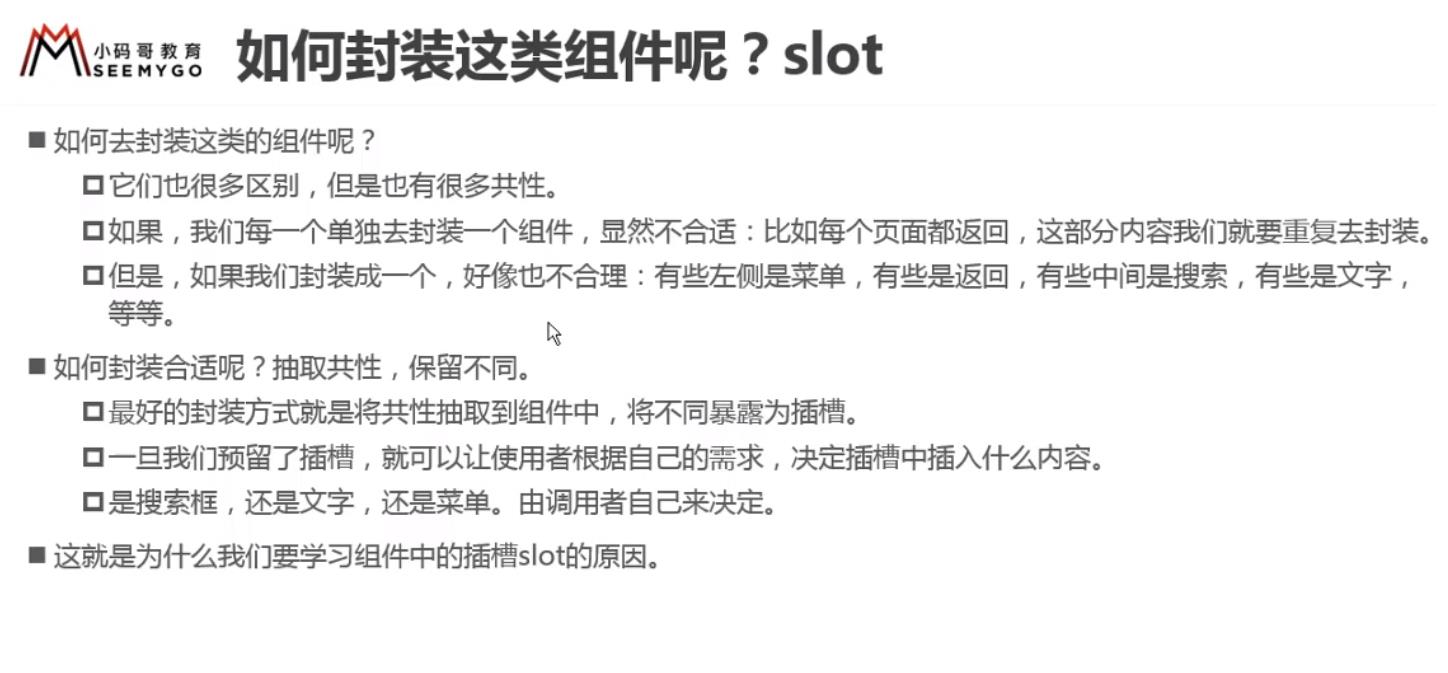 小码哥教育
SEEMYGO
如何封装这类组件呢？slot
如何去封装这类的组件呢？
它们也很多区别，但是也有很多共性。
如果，我们每一个单独去封装一个组件，显然不合适：比如每个页面都返回，这部分内容我们就要重复去封装。
但是，如果我们封装成一个，好像也不合理：有些左侧是菜单，有些是返回，有些中间是搜索，有些是文字，
等等。
如何封装合适呢？抽取共性，保留不同。
最好的封装方式就是将共性抽取到组件中，将不同暴露为插槽。
一旦我们预留了插槽，就可以让使用者根据自己的需求，决定插槽中插入什么内容。
是搜索框，还是文字，还是菜单。由调用者自己来决定。
这就是为什么我们要学习组件中的插槽slot的原因。